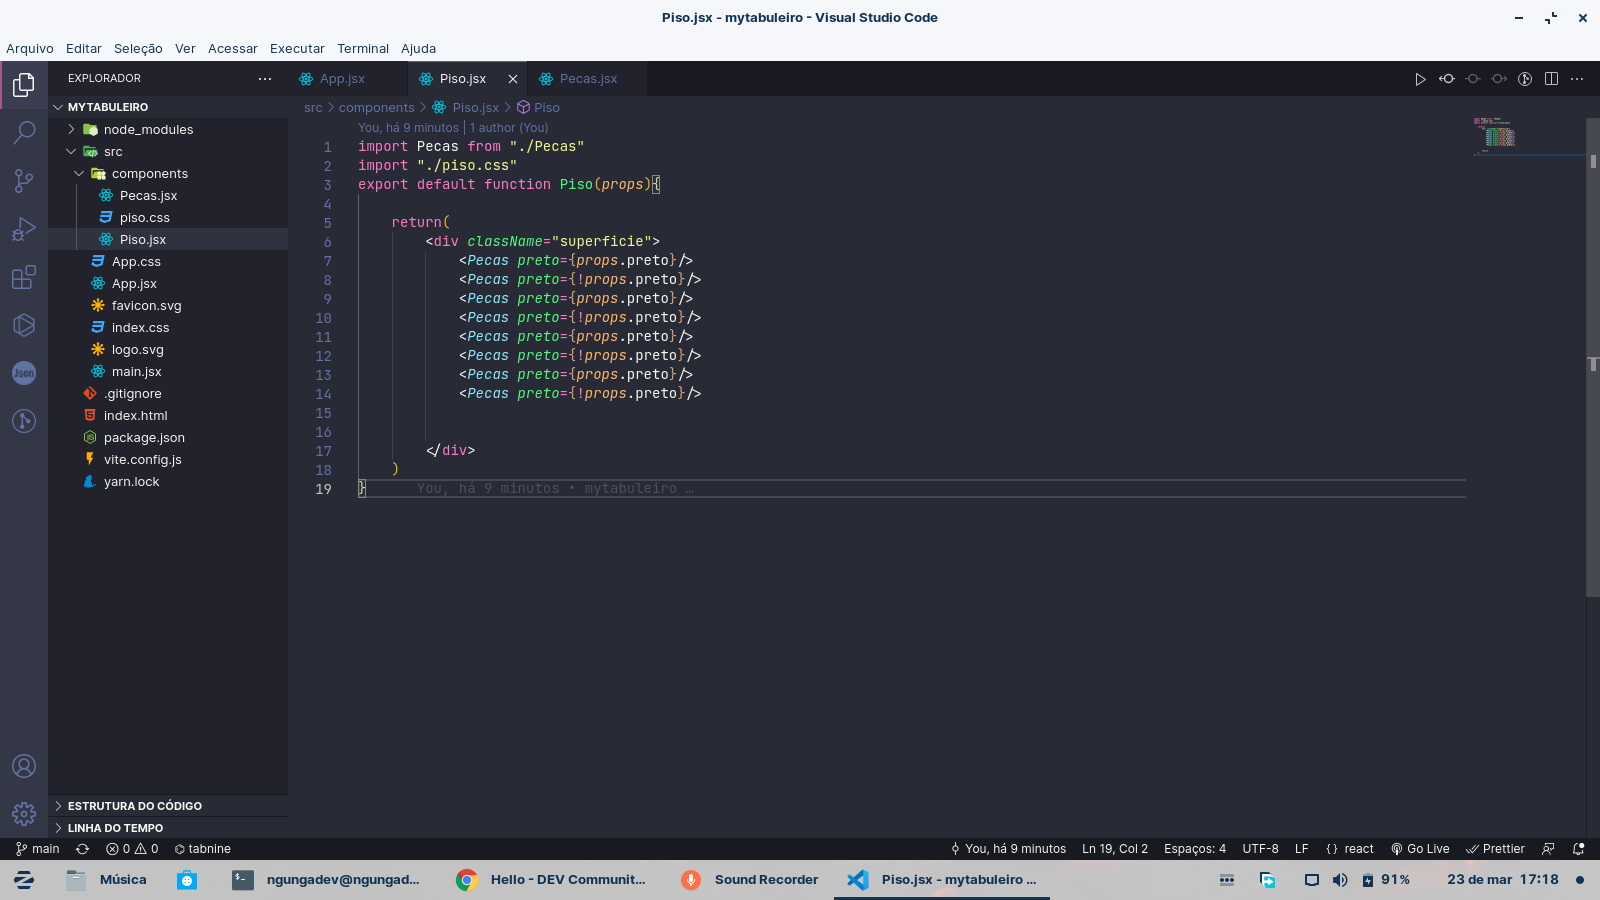 Piso.jsx - mytabuleiro - Visual Studio Code
Arquivo Editar Seleção Ver Acessar Executar Terminal Ajuda
EXPLORADOR
MYTABULEIRO
node_modules
src
components
Pecas.jsx
piso.css
Piso.jsx
App.css
App.jsx
favicon.svg
index.css
logo.svg
main.jsx
.gitignore
index.html
package.json
vite.config.js
yarn.lock
ESTRUTURA DO CÓDIGO
LINHA DO TEMPO
Json
App.jsx Piso.jsx Pecas.jsx
src > components > Piso.jsx > Piso
You, há 9 minutos | 1 author (You)
1 import Pecas from "./Pecas"
2 import "./piso.css"
3 export default function Piso(props){
4
5 return(
6 <div className="superficie">
7 <Pecas preto={props.preto}/>
8 <Pecas preto={!props.preto}/>
9 <Pecas preto={props.preto}/>
10 <Pecas preto={!props.preto}/>
11 <Pecas preto={props.preto}/>
12 <Pecas preto={!props.preto}/>
13 <Pecas preto={props.preto}/>
14 <Pecas preto={!props.preto}/>
15
16
17 </div>
18 )
19 } You, há 9 minutos • mytabuleiro …
main 0 0 tabnine You, há 9 minutos Ln 19, Col 2 Espaços: 4 UTF-8 LF {} react Go Live Prettier
Música ngungadev@ngungad... Hello - DEV Communit... Sound Recorder Piso.jsx - mytabuleiro ... 91% 23 de mar 17:18